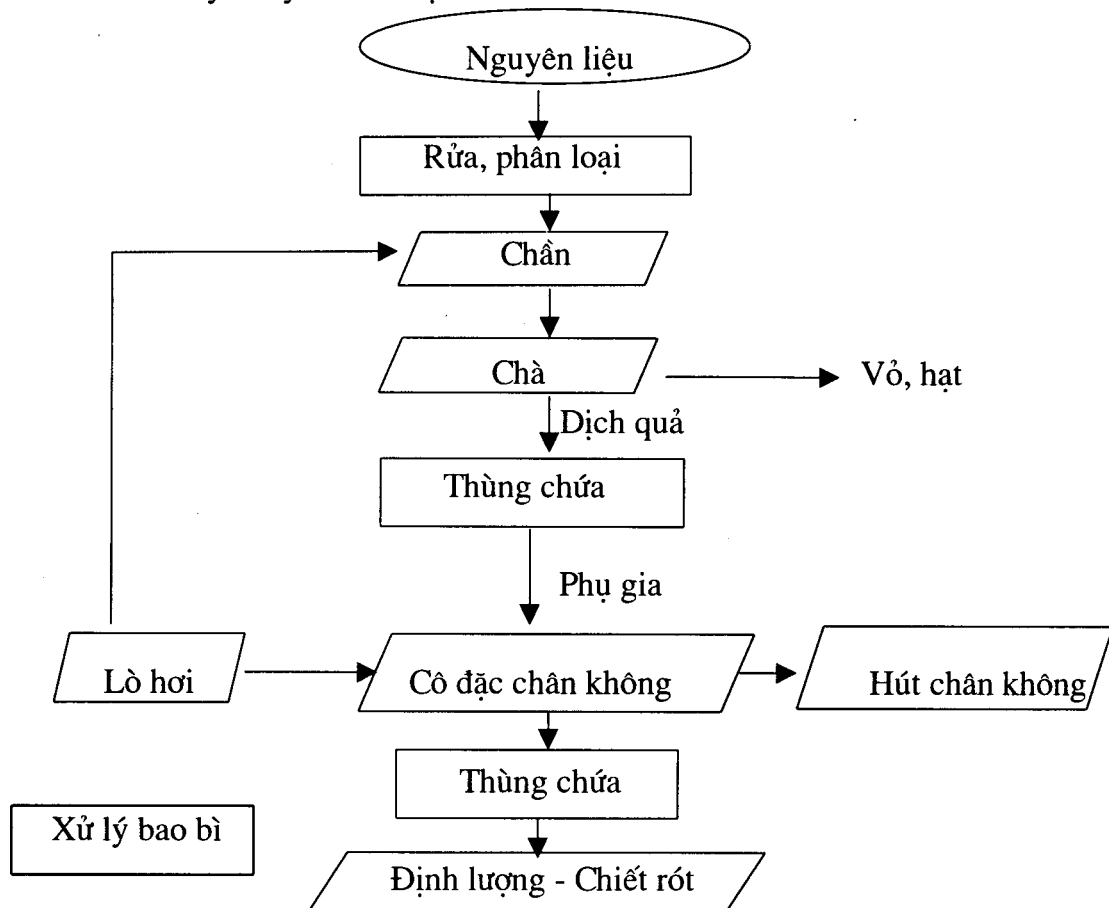 Nguyên liệu
Rửa, phân loại
Chần
Chà
Vỏ, hạt
Dịch quả
Thùng chứa
Phụ gia
Lò hơi
Cô đặc chân không
Hút chân không
Thùng chứa
Xử lý bao bì
Định lượng - Chiết rót